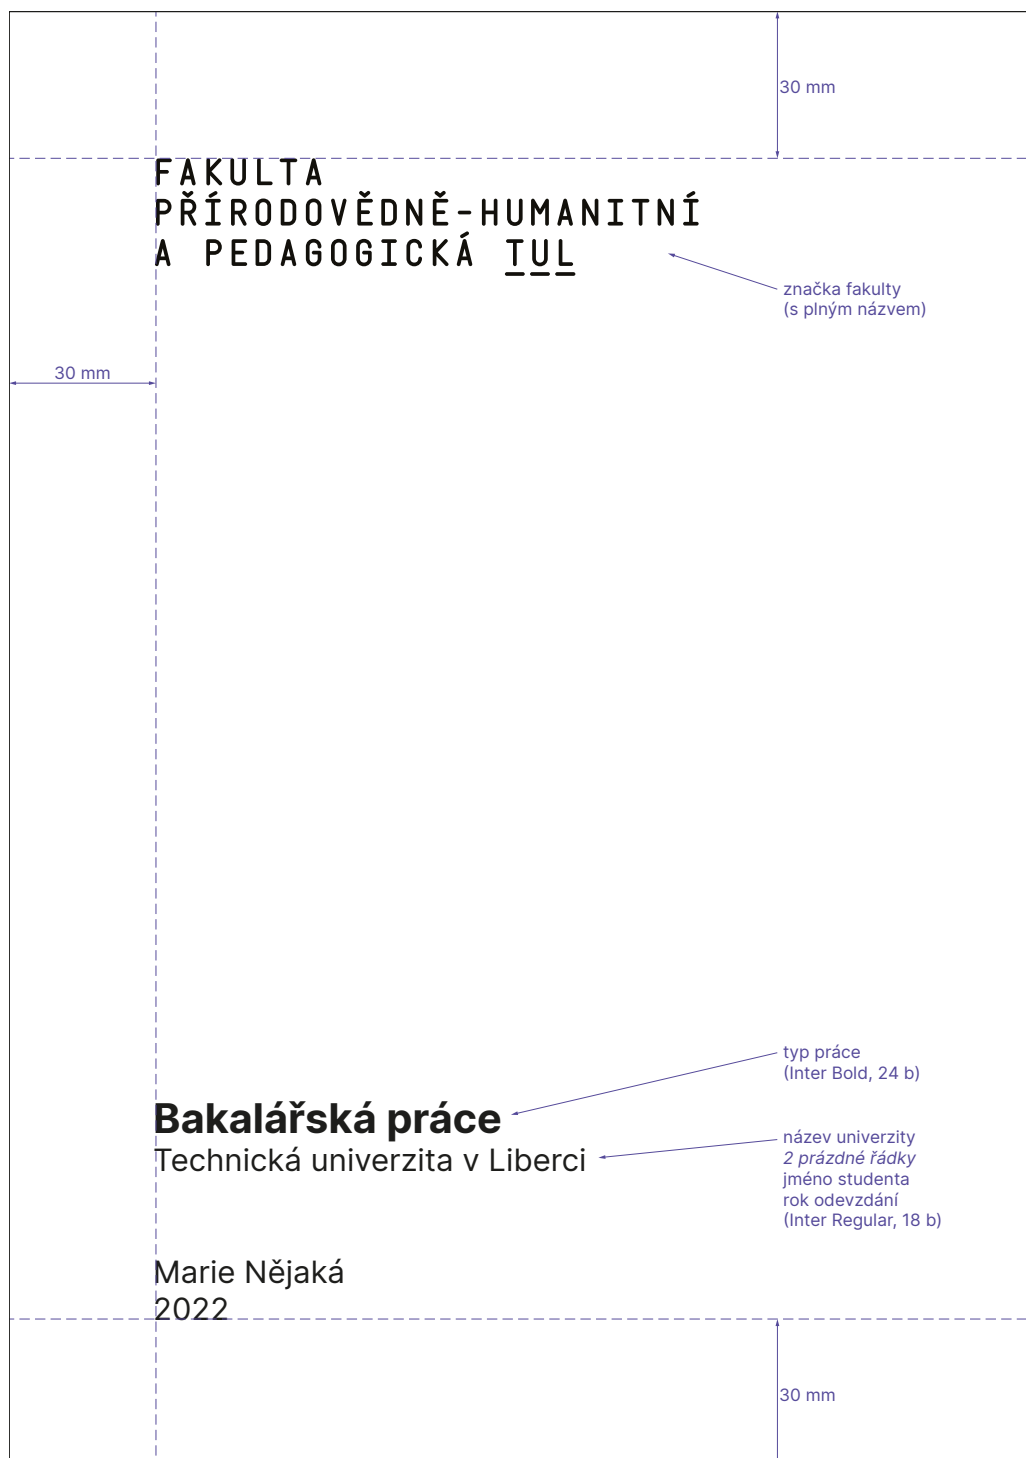 30 mm
FAKULTA
PŘÍRODOVĚDNĚ-HUMANITNÍ
A PEDAGOGICKÁ TUL
značka fakulty
(s plným názvem)
30 mm
typ práce
(Inter Bold, 24 b)
Bakalářská práce
Technická univerzita v Liberci
název univerzity
2 prázdné řádky
jméno studenta
rok odevzdání
(Inter Regular, 18 b)
Marie Nějaká
2022
30 mm